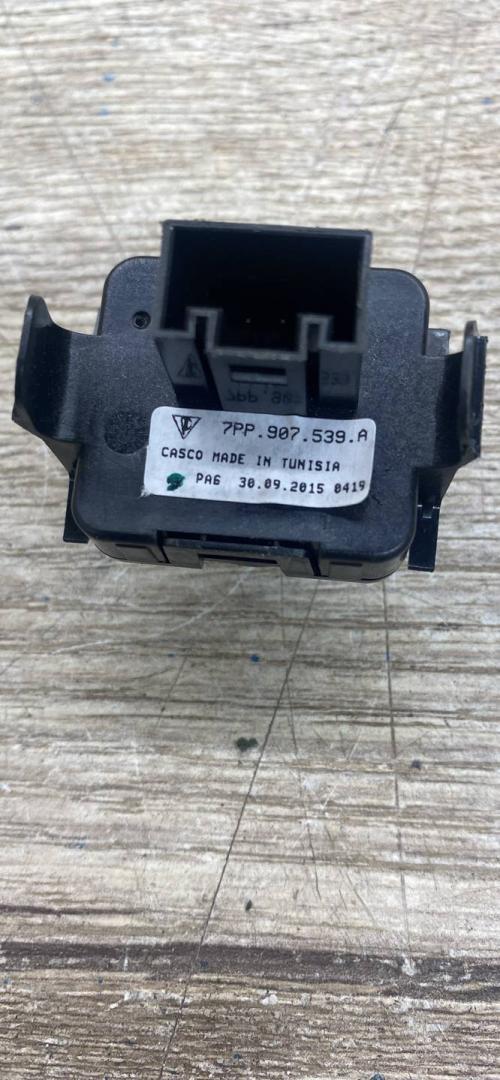 7PP.907.539.A
CASCO MADE IN TUNISIA
PA6 30.09.2015 0419